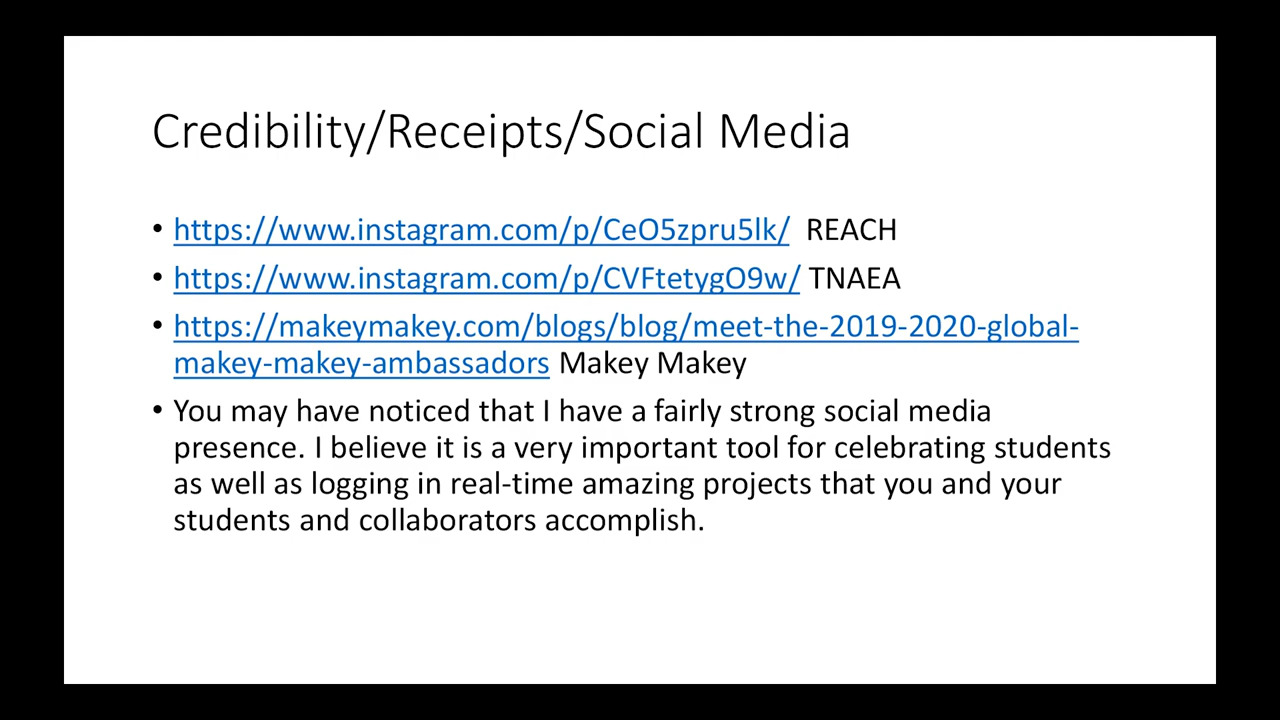 Credibility/Receipts/Social Media
• https://www.instagram.com/p/CeO5zpru5lk/ REACH
• https://www.instagram.com/p/CVFtetygO9w/ TNAEA
• https://makeymakey.com/blogs/blog/meet-the-2019-2020-global-
makey-makey-ambassadors Makey Makey
• You may have noticed that I have a fairly strong social media
presence. I believe it is a very important tool for celebrating students
as well as logging in real-time amazing projects that you and your
students and collaborators accomplish.